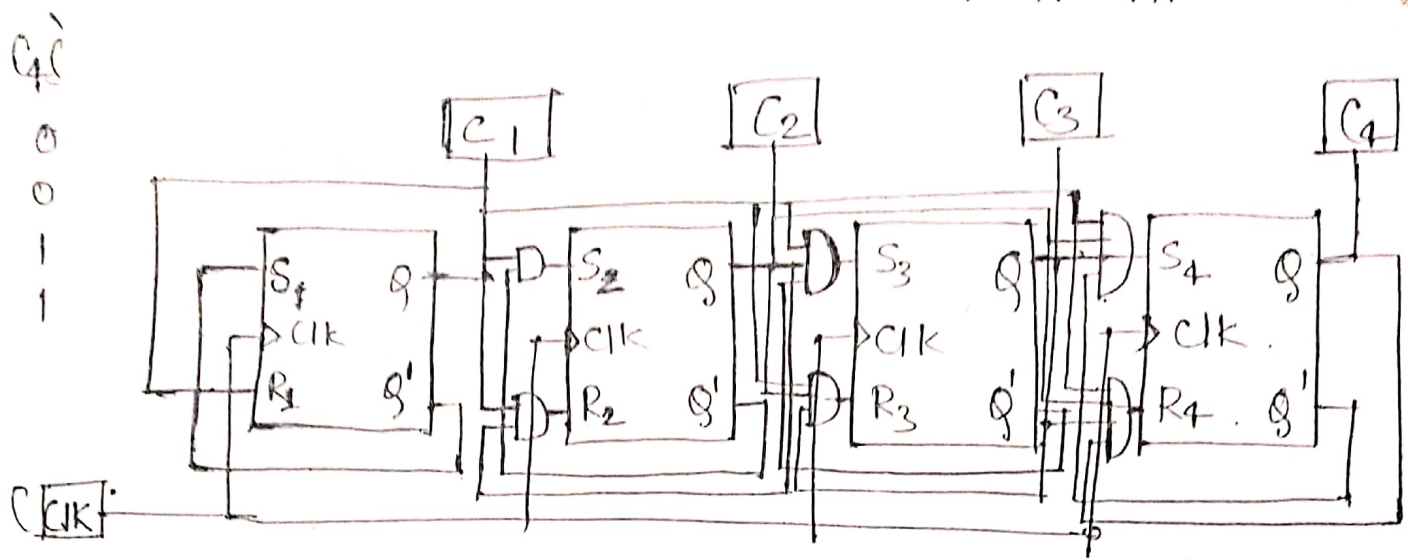 C4
0
0
1
1
C1 C2 C3 C4
S1 Q S2 Q S3 Q S4 Q
Clk Clk Clk Clk.
R1 Q' R2 Q' R3 Q' R4. Q'
C Clk